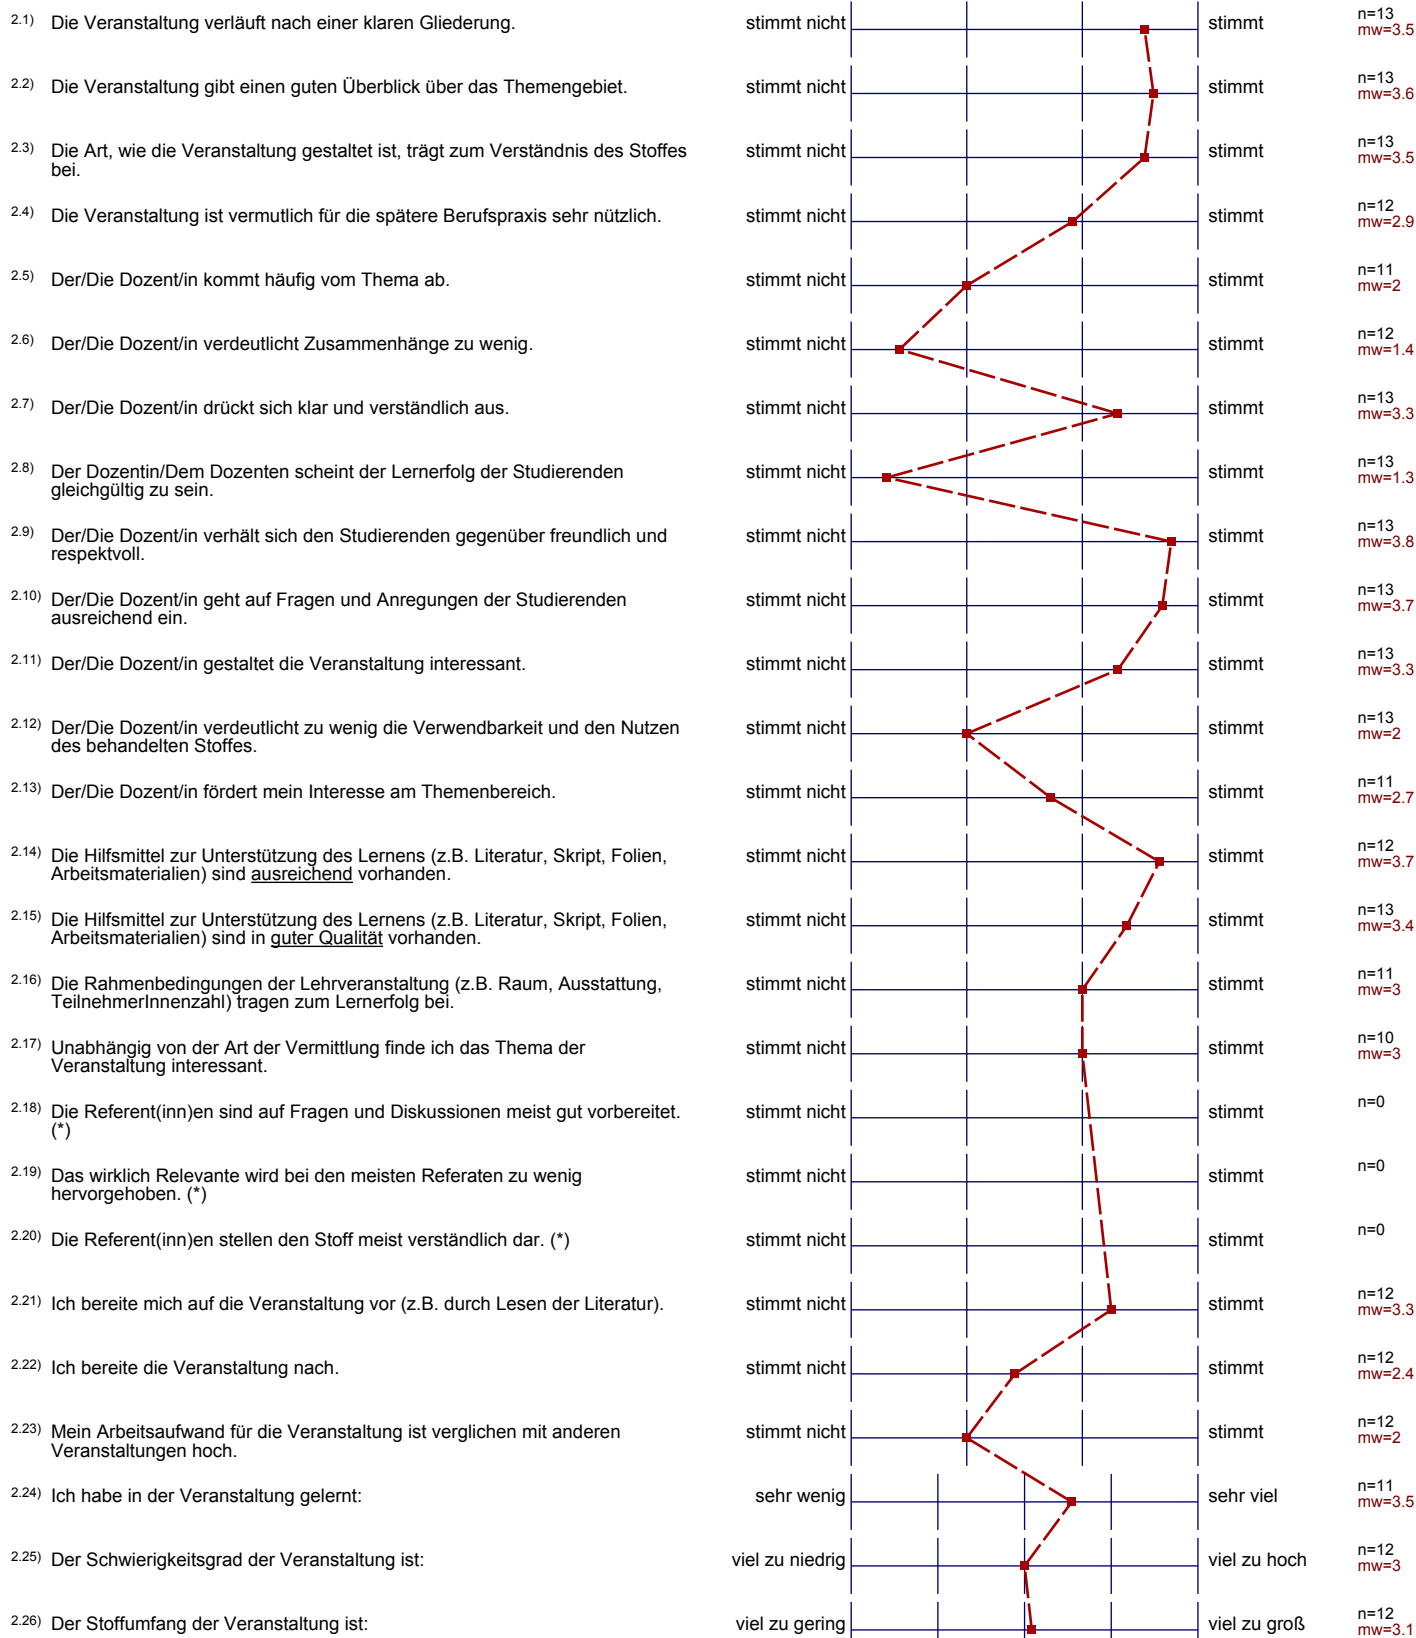 2.1) Die Veranstaltung verläuft nach einer klaren Gliederung. stimmt nicht stimmt n=13
mw=3.5
2.2) Die Veranstaltung gibt einen guten Überblick über das Themengebiet. stimmt nicht stimmt n=13
mw=3.6
2.3) Die Art, wie die Veranstaltung gestaltet ist, trägt zum Verständnis des Stoffes
bei. stimmt nicht stimmt n=13
mw=3.5
2.4) Die Veranstaltung ist vermutlich für die spätere Berufspraxis sehr nützlich. stimmt nicht stimmt n=12
mw=2.9
2.5) Der/Die Dozent/in kommt häufig vom Thema ab. stimmt nicht stimmt n=11
mw=2
2.6) Der/Die Dozent/in verdeutlicht Zusammenhänge zu wenig. stimmt nicht stimmt n=12
mw=1.4
2.7) Der/Die Dozent/in drückt sich klar und verständlich aus. stimmt nicht stimmt n=13
mw=3.3
2.8) Der Dozentin/Dem Dozenten scheint der Lernerfolg der Studierenden
gleichgültig zu sein. stimmt nicht stimmt n=13
mw=1.3
2.9) Der/Die Dozent/in verhält sich den Studierenden gegenüber freundlich und
respektvoll. stimmt nicht stimmt n=13
mw=3.8
2.10) Der/Die Dozent/in geht auf Fragen und Anregungen der Studierenden
ausreichend ein. stimmt nicht stimmt n=13
mw=3.7
2.11) Der/Die Dozent/in gestaltet die Veranstaltung interessant. stimmt nicht stimmt n=13
mw=3.3
2.12) Der/Die Dozent/in verdeutlicht zu wenig die Verwendbarkeit und den Nutzen
des behandelten Stoffes. stimmt nicht stimmt n=13
mw=2
2.13) Der/Die Dozent/in fördert mein Interesse am Themenbereich. stimmt nicht stimmt n=11
mw=2.7
2.14) Die Hilfsmittel zur Unterstützung des Lernens (z.B. Literatur, Skript, Folien,
Arbeitsmaterialien) sind ausreichend vorhanden. stimmt nicht stimmt n=12
mw=3.7
2.15) Die Hilfsmittel zur Unterstützung des Lernens (z.B. Literatur, Skript, Folien,
Arbeitsmaterialien) sind in guter Qualität vorhanden. stimmt nicht stimmt n=13
mw=3.4
2.16) Die Rahmenbedingungen der Lehrveranstaltung (z.B. Raum, Ausstattung,
TeilnehmerInnenzahl) tragen zum Lernerfolg bei. stimmt nicht stimmt n=11
mw=3
2.17) Unabhängig von der Art der Vermittlung finde ich das Thema der
Veranstaltung interessant. stimmt nicht stimmt n=10
mw=3
2.18) Die Referent(inn)en sind auf Fragen und Diskussionen meist gut vorbereitet.
(*) stimmt nicht stimmt n=0
2.19) Das wirklich Relevante wird bei den meisten Referaten zu wenig
hervorgehoben. (*) stimmt nicht stimmt n=0
2.20) Die Referent(inn)en stellen den Stoff meist verständlich dar. (*) stimmt nicht stimmt n=0
2.21) Ich bereite mich auf die Veranstaltung vor (z.B. durch Lesen der Literatur). stimmt nicht stimmt n=12
mw=3.3
2.22) Ich bereite die Veranstaltung nach. stimmt nicht stimmt n=12
mw=2.4
2.23) Mein Arbeitsaufwand für die Veranstaltung ist verglichen mit anderen
Veranstaltungen hoch. stimmt nicht stimmt n=12
mw=2
2.24) Ich habe in der Veranstaltung gelernt: sehr wenig sehr viel n=11
mw=3.5
2.25) Der Schwierigkeitsgrad der Veranstaltung ist: viel zu niedrig viel zu hoch n=12
mw=3
2.26) Der Stoffumfang der Veranstaltung ist: viel zu gering viel zu groß n=12
mw=3.1